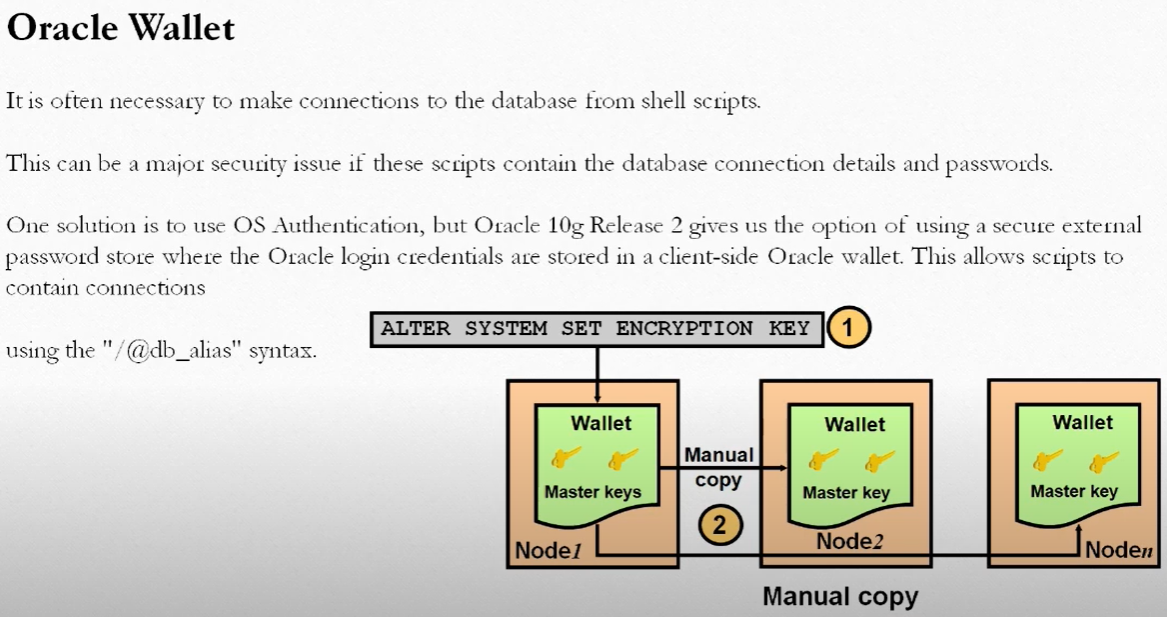 Oracle Wallet
It is often necessary to make connections to the database from shell scripts.
This can be a major security issue if these scripts contain the database connection details and passwords.
One solution is to use OS Authentication, but Oracle 10g Release 2 gives us the option of using a secure external
password store where the Oracle login credentials are stored in a client-side Oracle wallet. This allows scripts to
contain connections
using the "/@db_alias" syntax.
ALTER SYSTEM SET ENCRYPTION KEY
1
Wallet
Master keys
Node1
Manual
copy
2
Wallet
Master key
Node2
Wallet
Master key
Noden
Manual copy